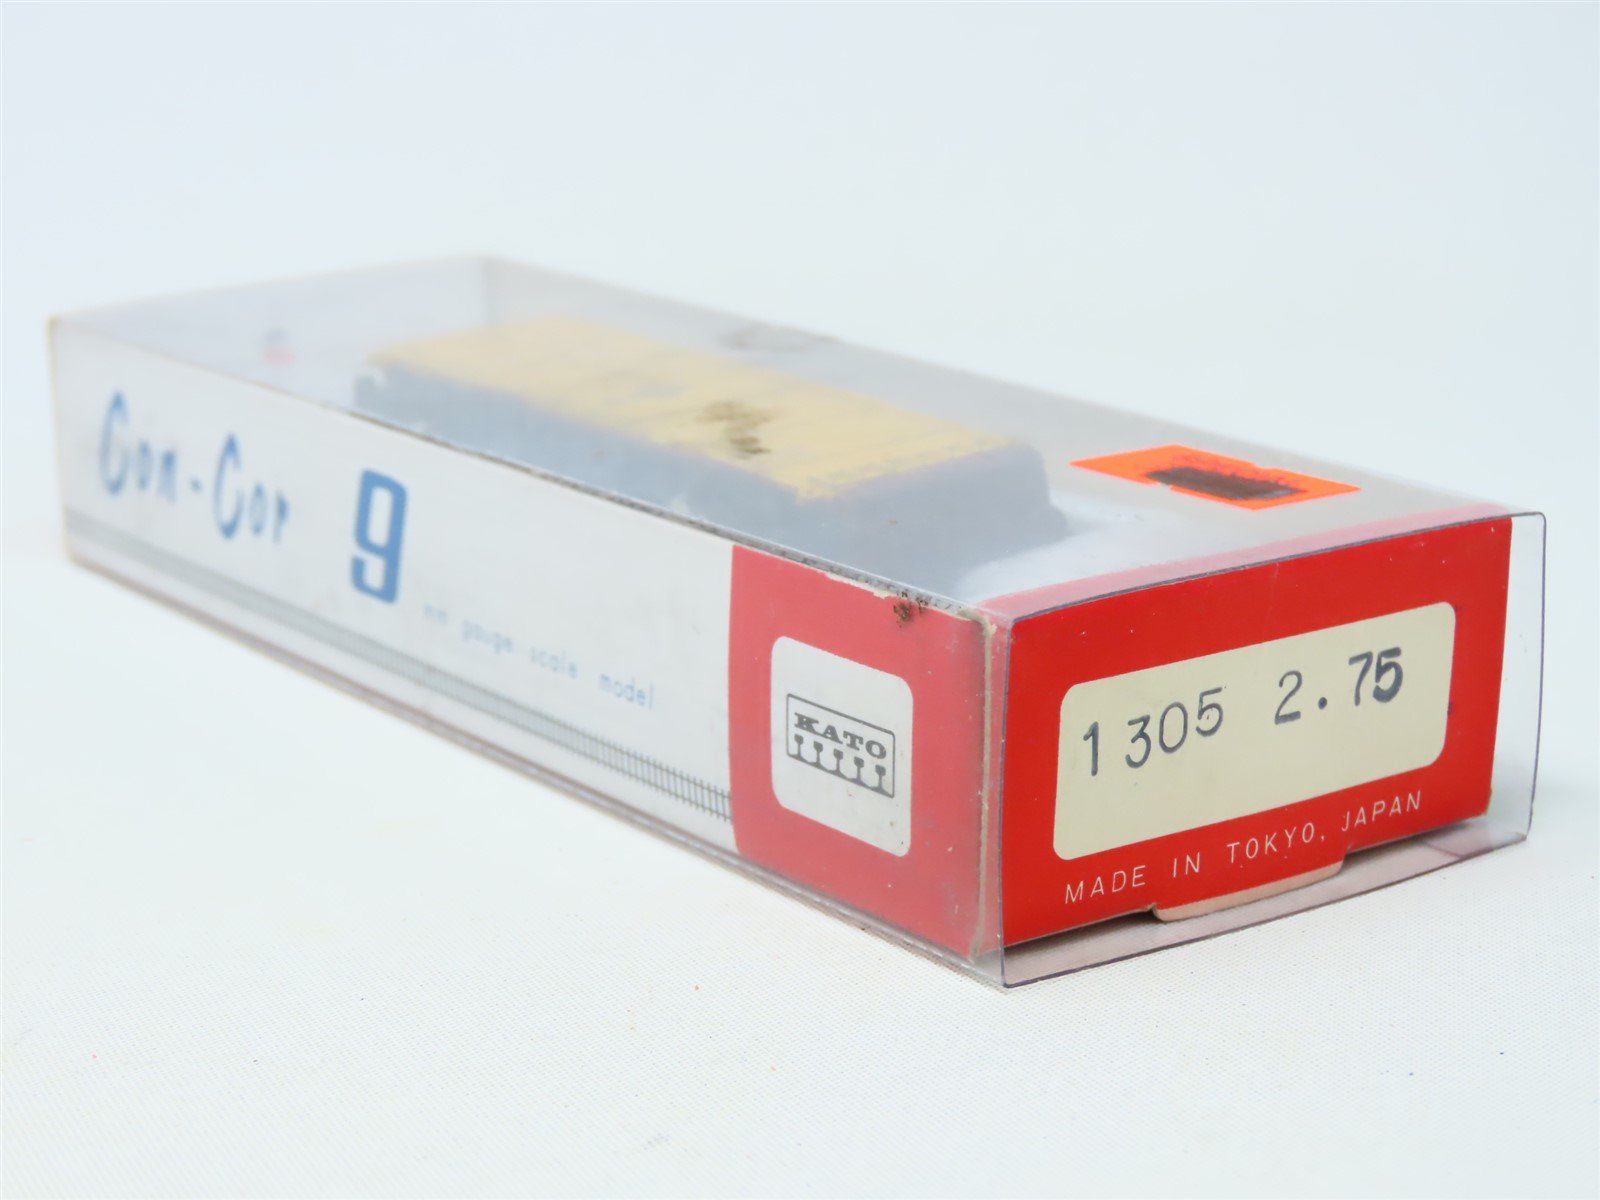 Con-Cor 9
mm gauge scale model
KATO
1305 2.75
MADE IN TOKYO, JAPAN